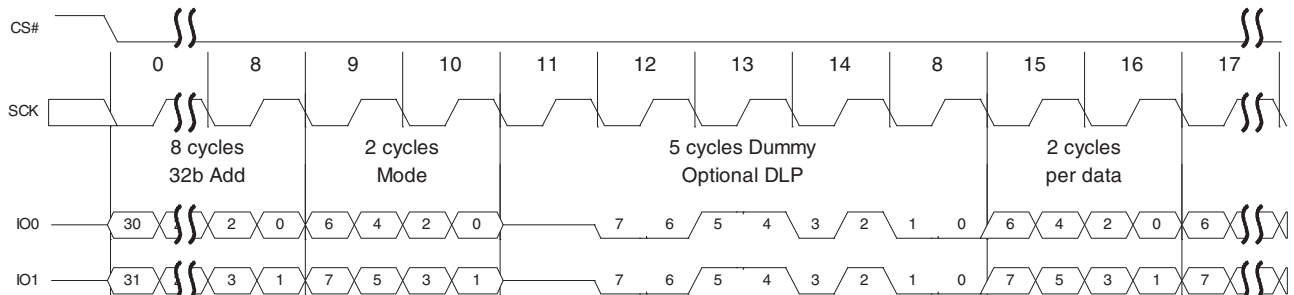 CS#
0 8 9 10 11 12 13 14 8 15 16 17
SCK
8 cycles 2 cycles 5 cycles Dummy 2 cycles
32b Add Mode Optional DLP per data
IO0 30 2 0 6 4 2 0 7 6 5 4 3 2 1 0 6 4 2 0 6
IO1 31 3 1 7 5 3 1 7 6 5 4 3 2 1 0 7 5 3 1 7